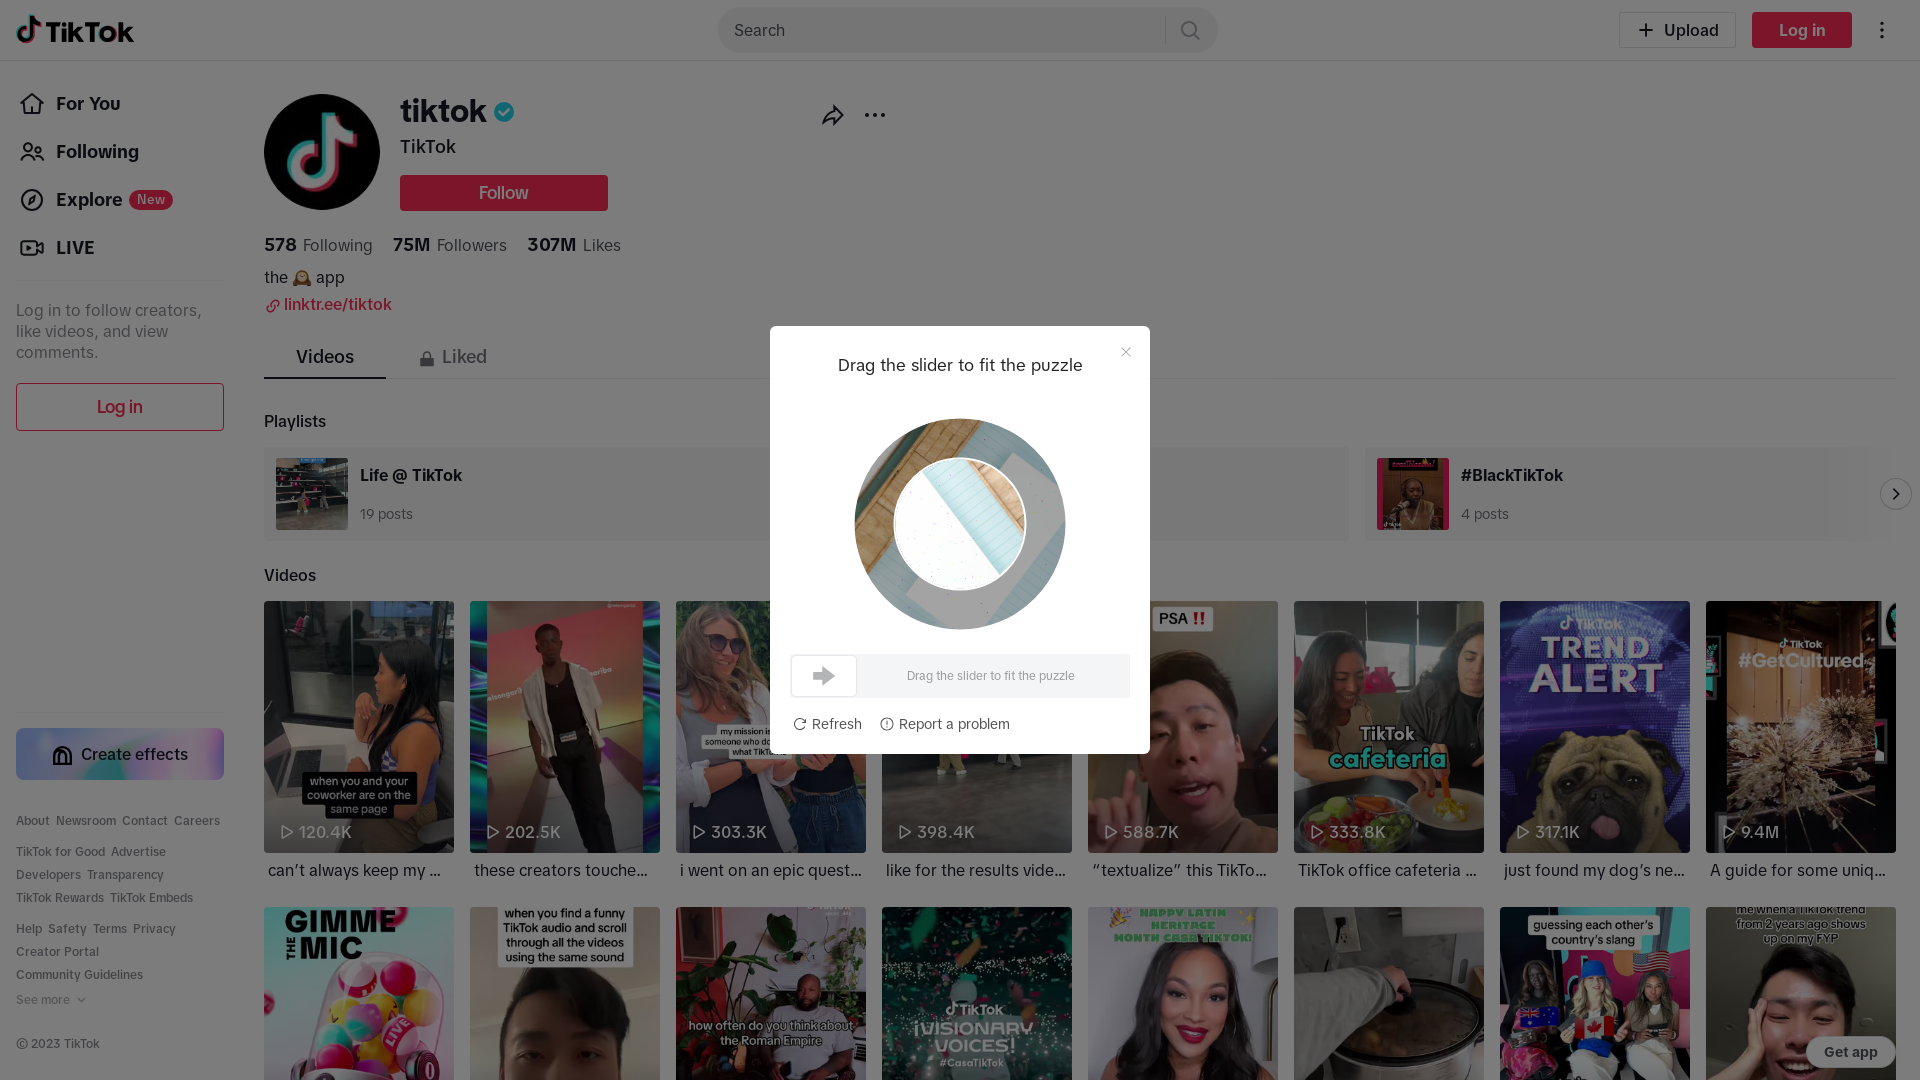 TikTok
Search
Upload
Log in
For You
Following
Explore New
LIVE
Log in to follow creators,
like videos, and view
comments.
Log in
Create effects
About Newsroom Contact Careers
TikTok for Good Advertise
Developers Transparency
TikTok Rewards TikTok Embeds
Help Safety Terms Privacy
Creator Portal
Community Guidelines
See more
© 2023 TikTok
tiktok
TikTok
Follow
578 Following 75M Followers 307M Likes
the 🕰️ app
linktr.ee/tiktok
Videos
Liked
Playlists
Life @ TikTok
19 posts
#BlackTikTok
4 posts
Videos
Drag the slider to fit the puzzle
Drag the slider to fit the puzzle
Refresh
Report a problem
when you and your
coworker are on the
same page
120.4K
can’t always keep my ...
202.5K
these creators touche...
my mission is
someone who do
what TikTok
303.3K
i went on an epic quest...
398.4K
like for the results vide...
PSA ‼️
588.7K
“textualize” this TikTo...
TikTok
cafeteria
333.8K
TikTok office cafeteria ...
TikTok
TREND
ALERT
317.1K
just found my dog’s ne...
TikTok
#GetCultured
9.4M
A guide for some uniq...
GIMME
THE MIC
LIVE
when you find a funny
TikTok audio and scroll
through all the videos
using the same sound
how often do you think about
the Roman Empire
TikTok
¡VISIONARY
VOICES!
#CasaTikTok
HAPPY LATIN
HERITAGE
MONTH CASA TIKTOK!
guessing each other’s
country’s slang
me when a TikTok trend
from 2 years ago shows
up on my FYP
Get app